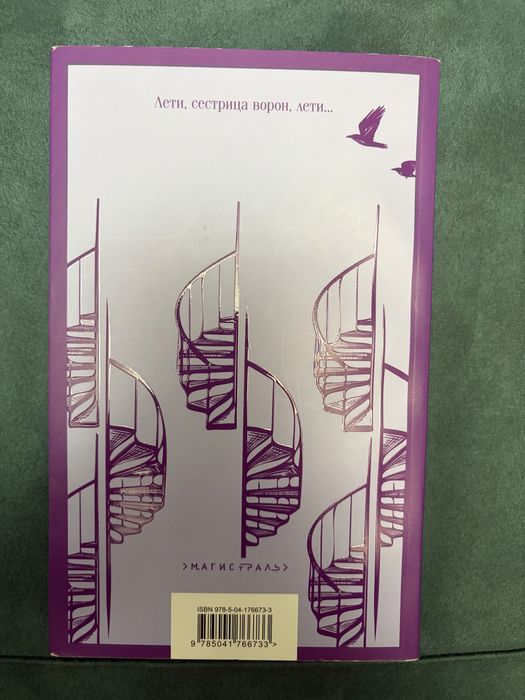 Лети, сестрица ворон, лети...
>МАГИСТРАЛЬ>
ISBN 978-5-04-176673-3
9 785041 766733 >